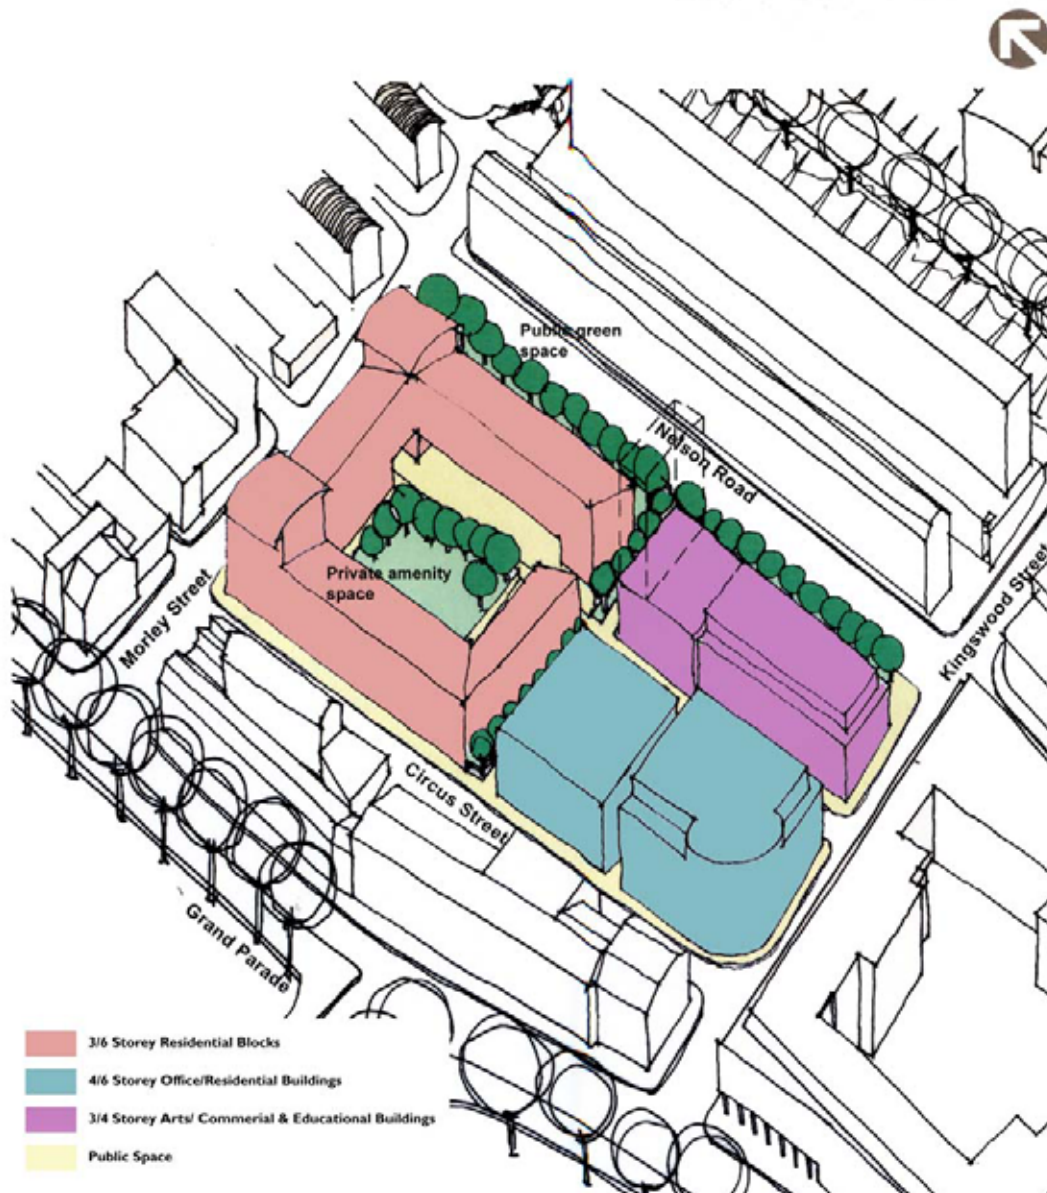 Public green
space
Nelson Road
Kingswood Street
Private amenity
space
Morley Street
Circus Street
Grand Parade
3/6 Storey Residential Blocks
4/6 Storey Office/Residential Buildings
3/4 Storey Arts/ Commerial & Educational Buildings
Public Space